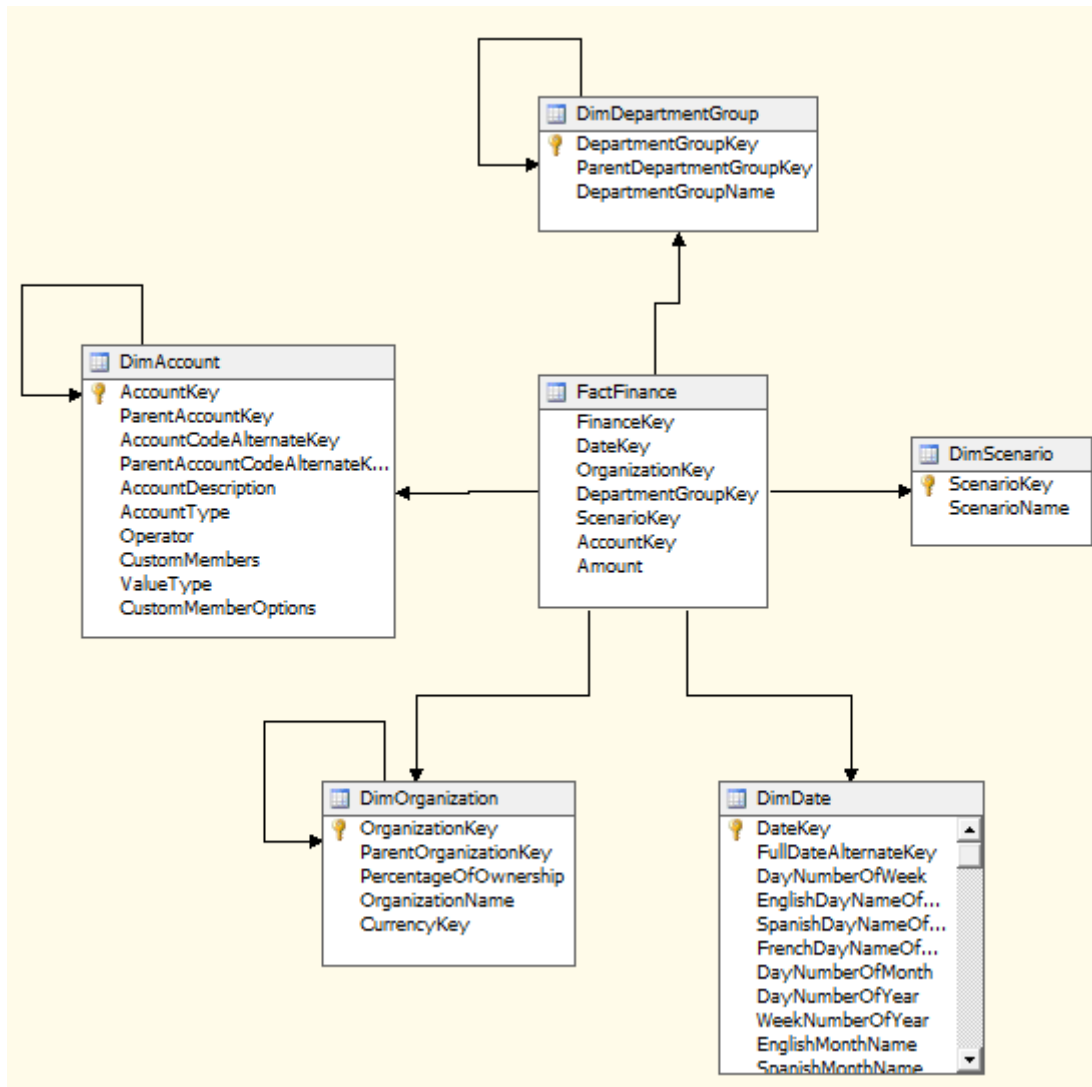 DimDepartmentGroup
DepartmentGroupKey
ParentDepartmentGroupKey
DepartmentGroupName
DimAccount
AccountKey
ParentAccountKey
AccountCodeAlternateKey
ParentAccountCodeAlternateK...
AccountDescription
AccountType
Operator
CustomMembers
ValueType
CustomMemberOptions
FactFinance
FinanceKey
DateKey
OrganizationKey
DepartmentGroupKey
ScenarioKey
AccountKey
Amount
DimScenario
ScenarioKey
ScenarioName
DimOrganization
OrganizationKey
ParentOrganizationKey
PercentageOfOwnership
OrganizationName
CurrencyKey
DimDate
DateKey
FullDateAlternateKey
DayNumberOfWeek
EnglishDayNameOf...
SpanishDayNameOf...
FrenchDayNameOf...
DayNumberOfMonth
DayNumberOfYear
WeekNumberOfYear
EnglishMonthName
SpanishMonthName